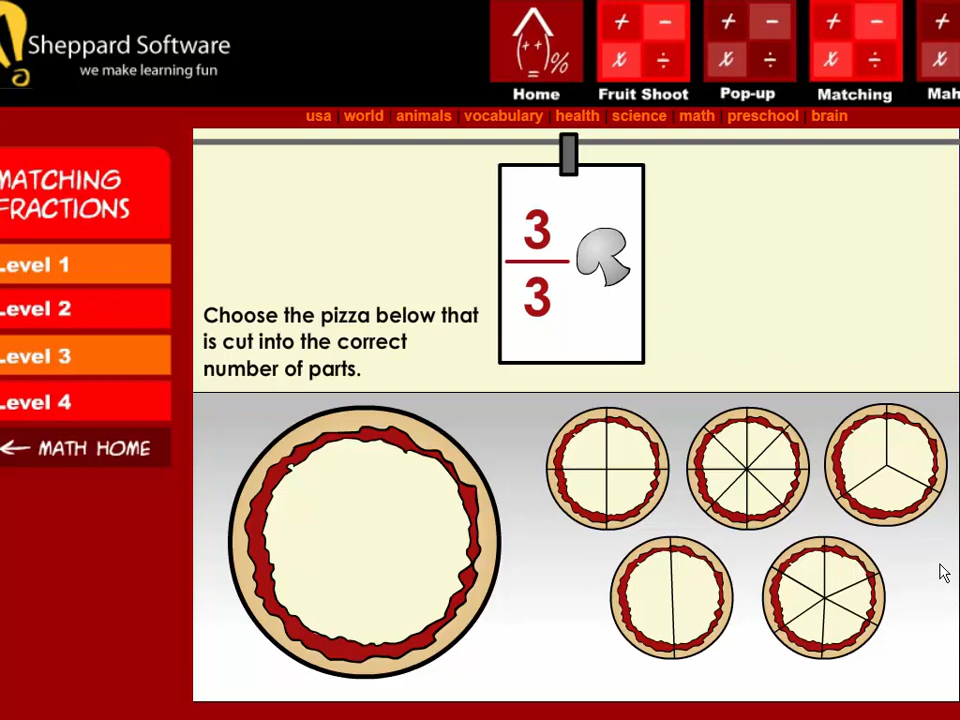 Sheppard Software
we make learning fun
+ - x ÷ + - x ÷ + - x ÷ + x
++ =%
Home Fruit Shoot Pop-up Matching Mah
usa | world | animals | vocabulary | health | science | math | preschool | brain
MATCHING
FRACTIONS
Level 1
Level 2
Level 3
Level 4
← MATH HOME
3
3
Choose the pizza below that
is cut into the correct
number of parts.